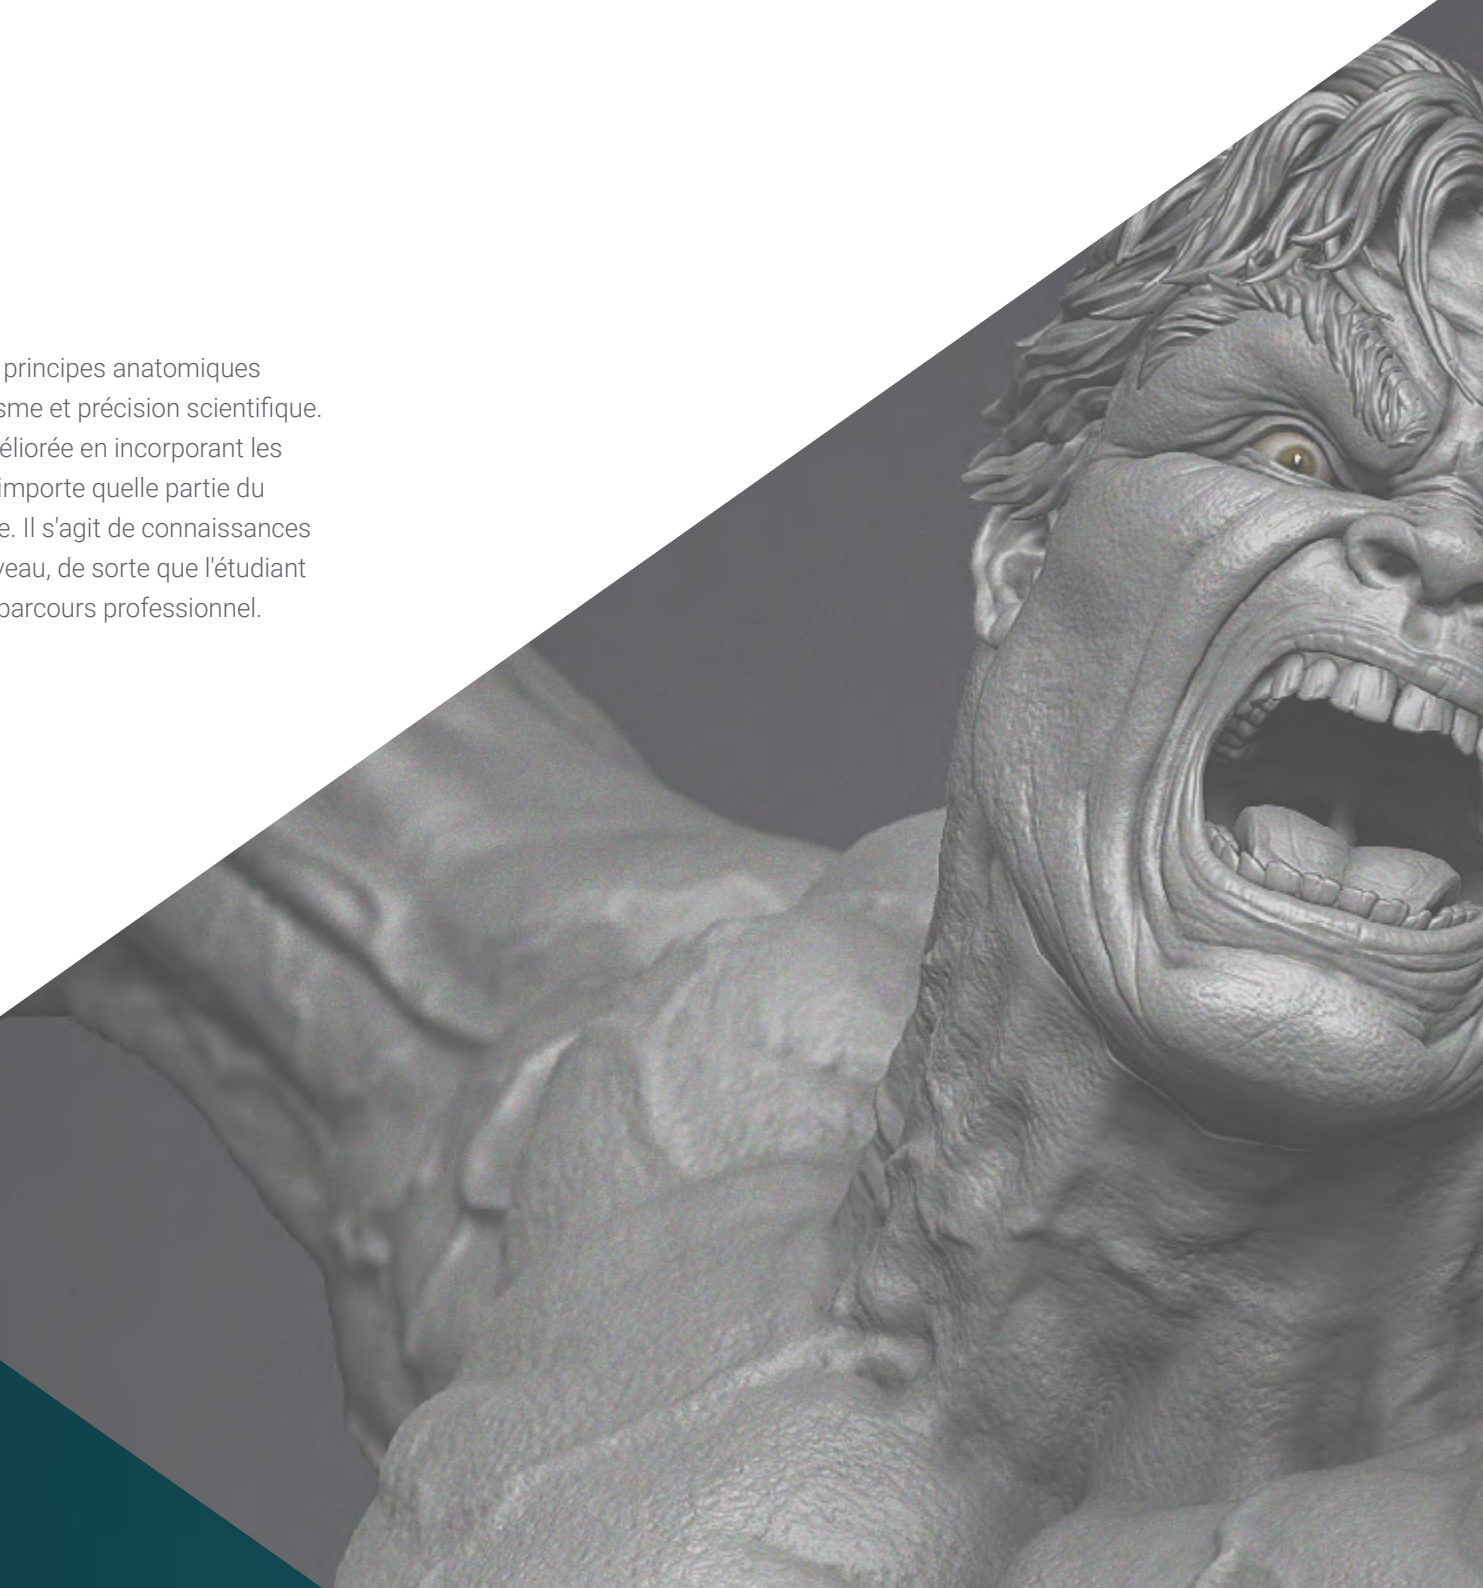 principes anatomiques
sme et précision scientifique.
éliorée en incorporant les
importe quelle partie du
e. Il s'agit de connaissances
veau, de sorte que l'étudiant
parcours professionnel.